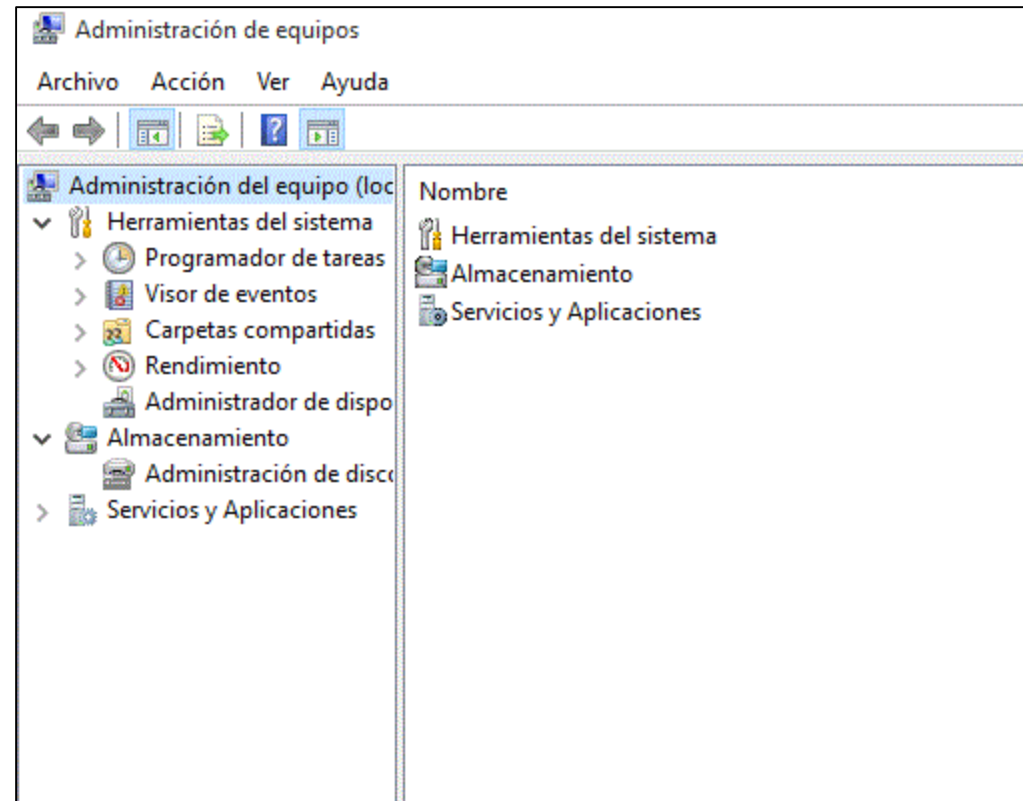 Administración de equipos
Archivo Acción Ver Ayuda
Administración del equipo (loc
Herramientas del sistema
Programador de tareas
Visor de eventos
Carpetas compartidas
Rendimiento
Administrador de dispo
Almacenamiento
Administración de disc
Servicios y Aplicaciones
Nombre
Herramientas del sistema
Almacenamiento
Servicios y Aplicaciones